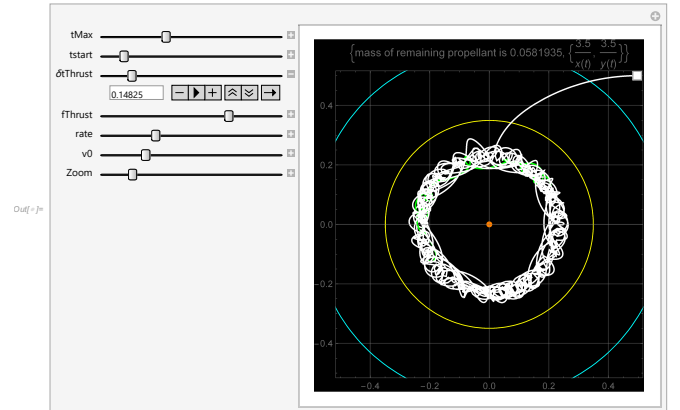 tMax
tstart
δtThrust
0.14825
fThrust
rate
v0
Zoom
Out[•]=
{mass of remaining propellant is 0.0581935, {3.5/x(t), 3.5/y(t)}}
0.4
0.2
0.0
−0.2
−0.4
−0.4 −0.2 0.0 0.2 0.4